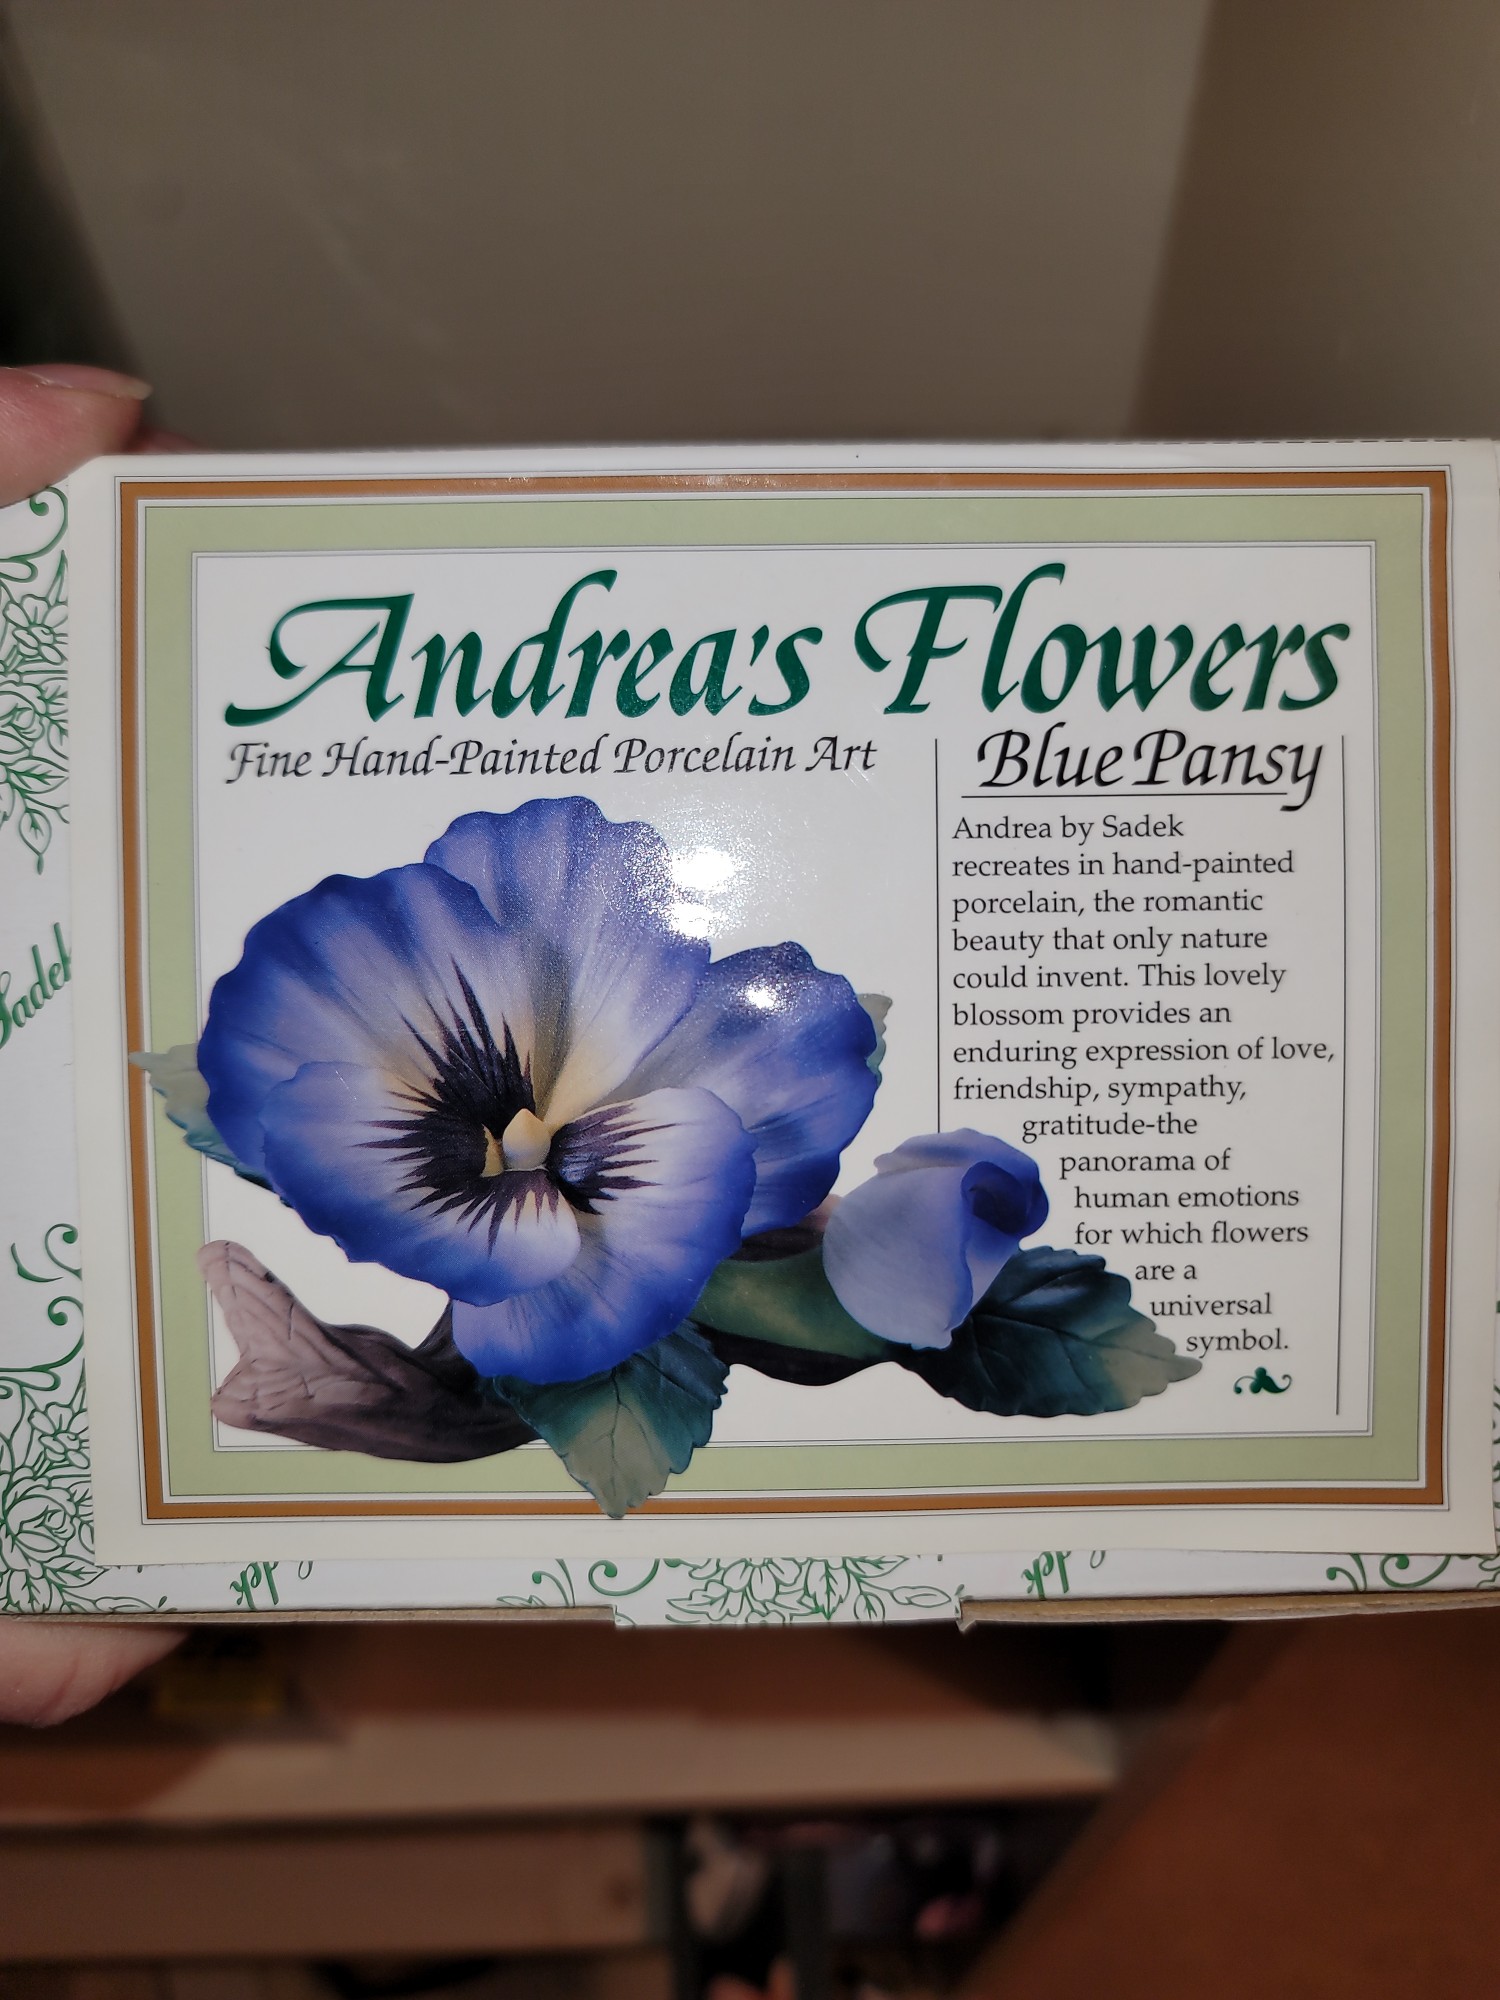 Andrea's Flowers
Fine Hand-Painted Porcelain Art
Blue Pansy
Andrea by Sadek
recreates in hand-painted
porcelain, the romantic
beauty that only nature
could invent. This lovely
blossom provides an
enduring expression of love,
friendship, sympathy,
gratitude-the
panorama of
human emotions
for which flowers
are a
universal
symbol.
Sadek